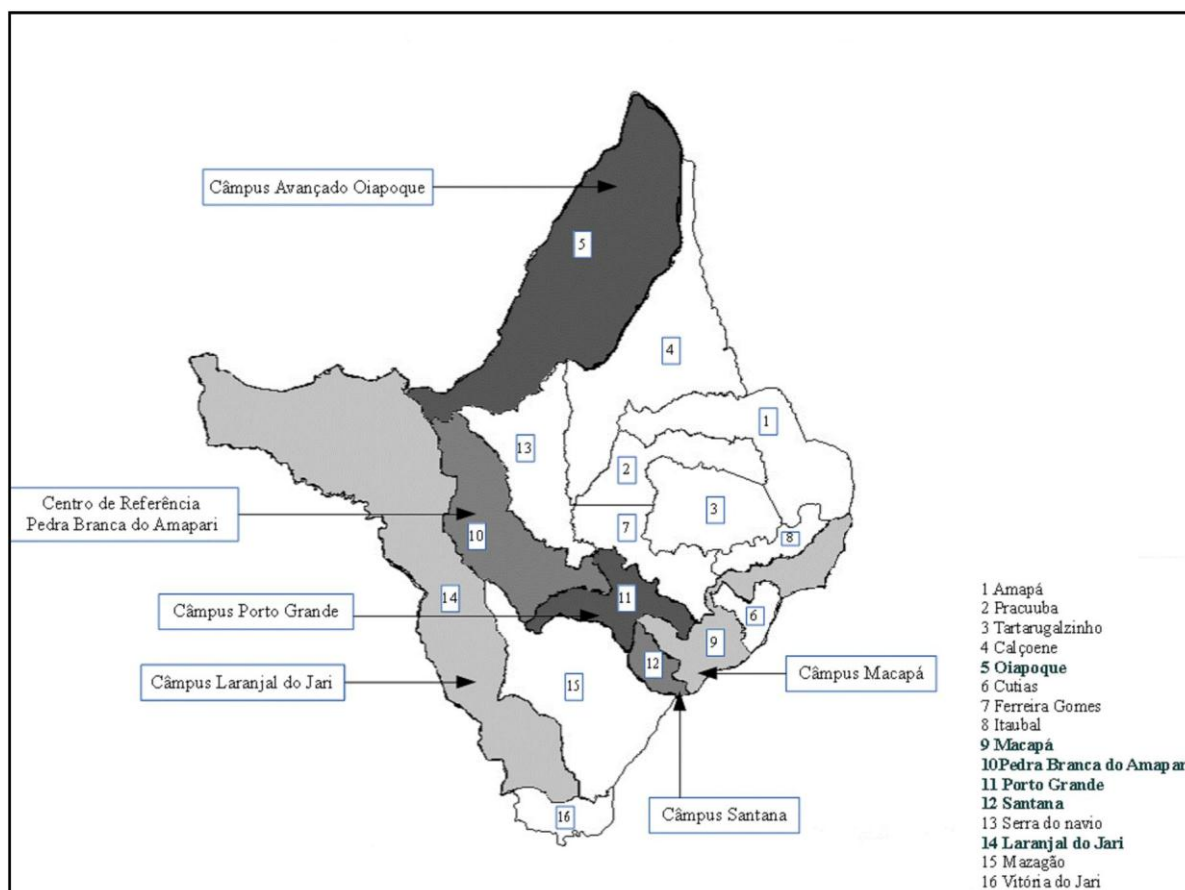 Câmpus Avançado Oiapoque
5
4
1
13
2
Centro de Referência
Pedra Branca do Amapari
3
7
10
8
14
11
Câmpus Porto Grande
6
9
12
Câmpus Macapá
Câmpus Laranjal do Jari
15
16
Câmpus Santana
1 Amapá
2 Pracuuba
3 Tartarugalzinho
4 Calçoene
5 Oiapoque
6 Cutias
7 Ferreira Gomes
8 Itaubal
9 Macapá
10Pedra Branca do Amapari
11 Porto Grande
12 Santana
13 Serra do navio
14 Laranjal do Jari
15 Mazagão
16 Vitória do Jari